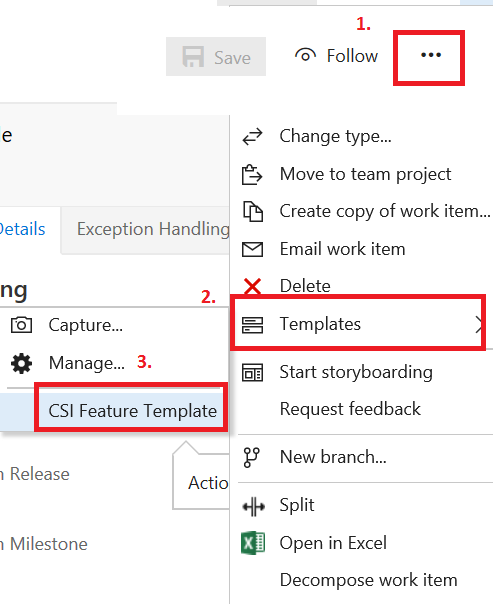 1.
Save
Follow
...
le
Change type...
Move to team project
Details
Exception Handling
Create copy of work item...
Email work item
ng
2.
Delete
Capture...
Templates
Manage...
3.
Start storyboarding
CSI Feature Template
Request feedback
New branch...
n Release
Actio
Split
n Milestone
Open in Excel
Decompose work item